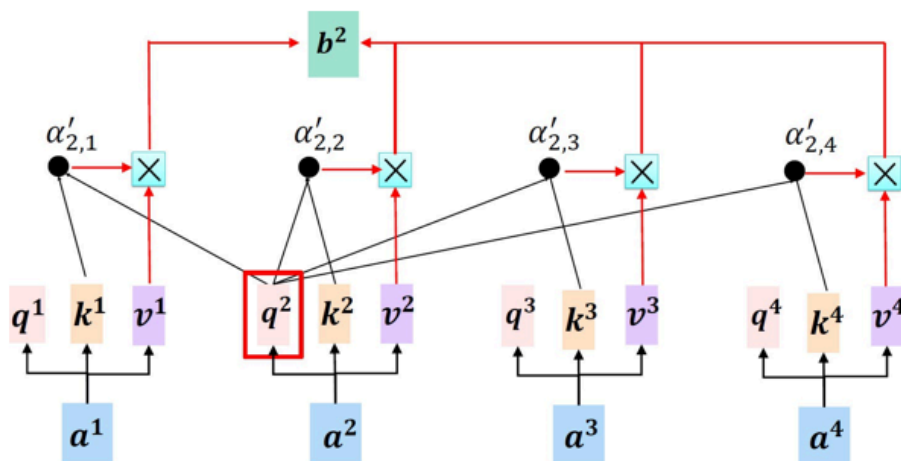 b²
α′₂,₁ α′₂,₂ α′₂,₃ α′₂,₄
× × × ×
q¹ k¹ v¹ q² k² v² q³ k³ v³ q⁴ k⁴ v⁴
a¹ a² a³ a⁴